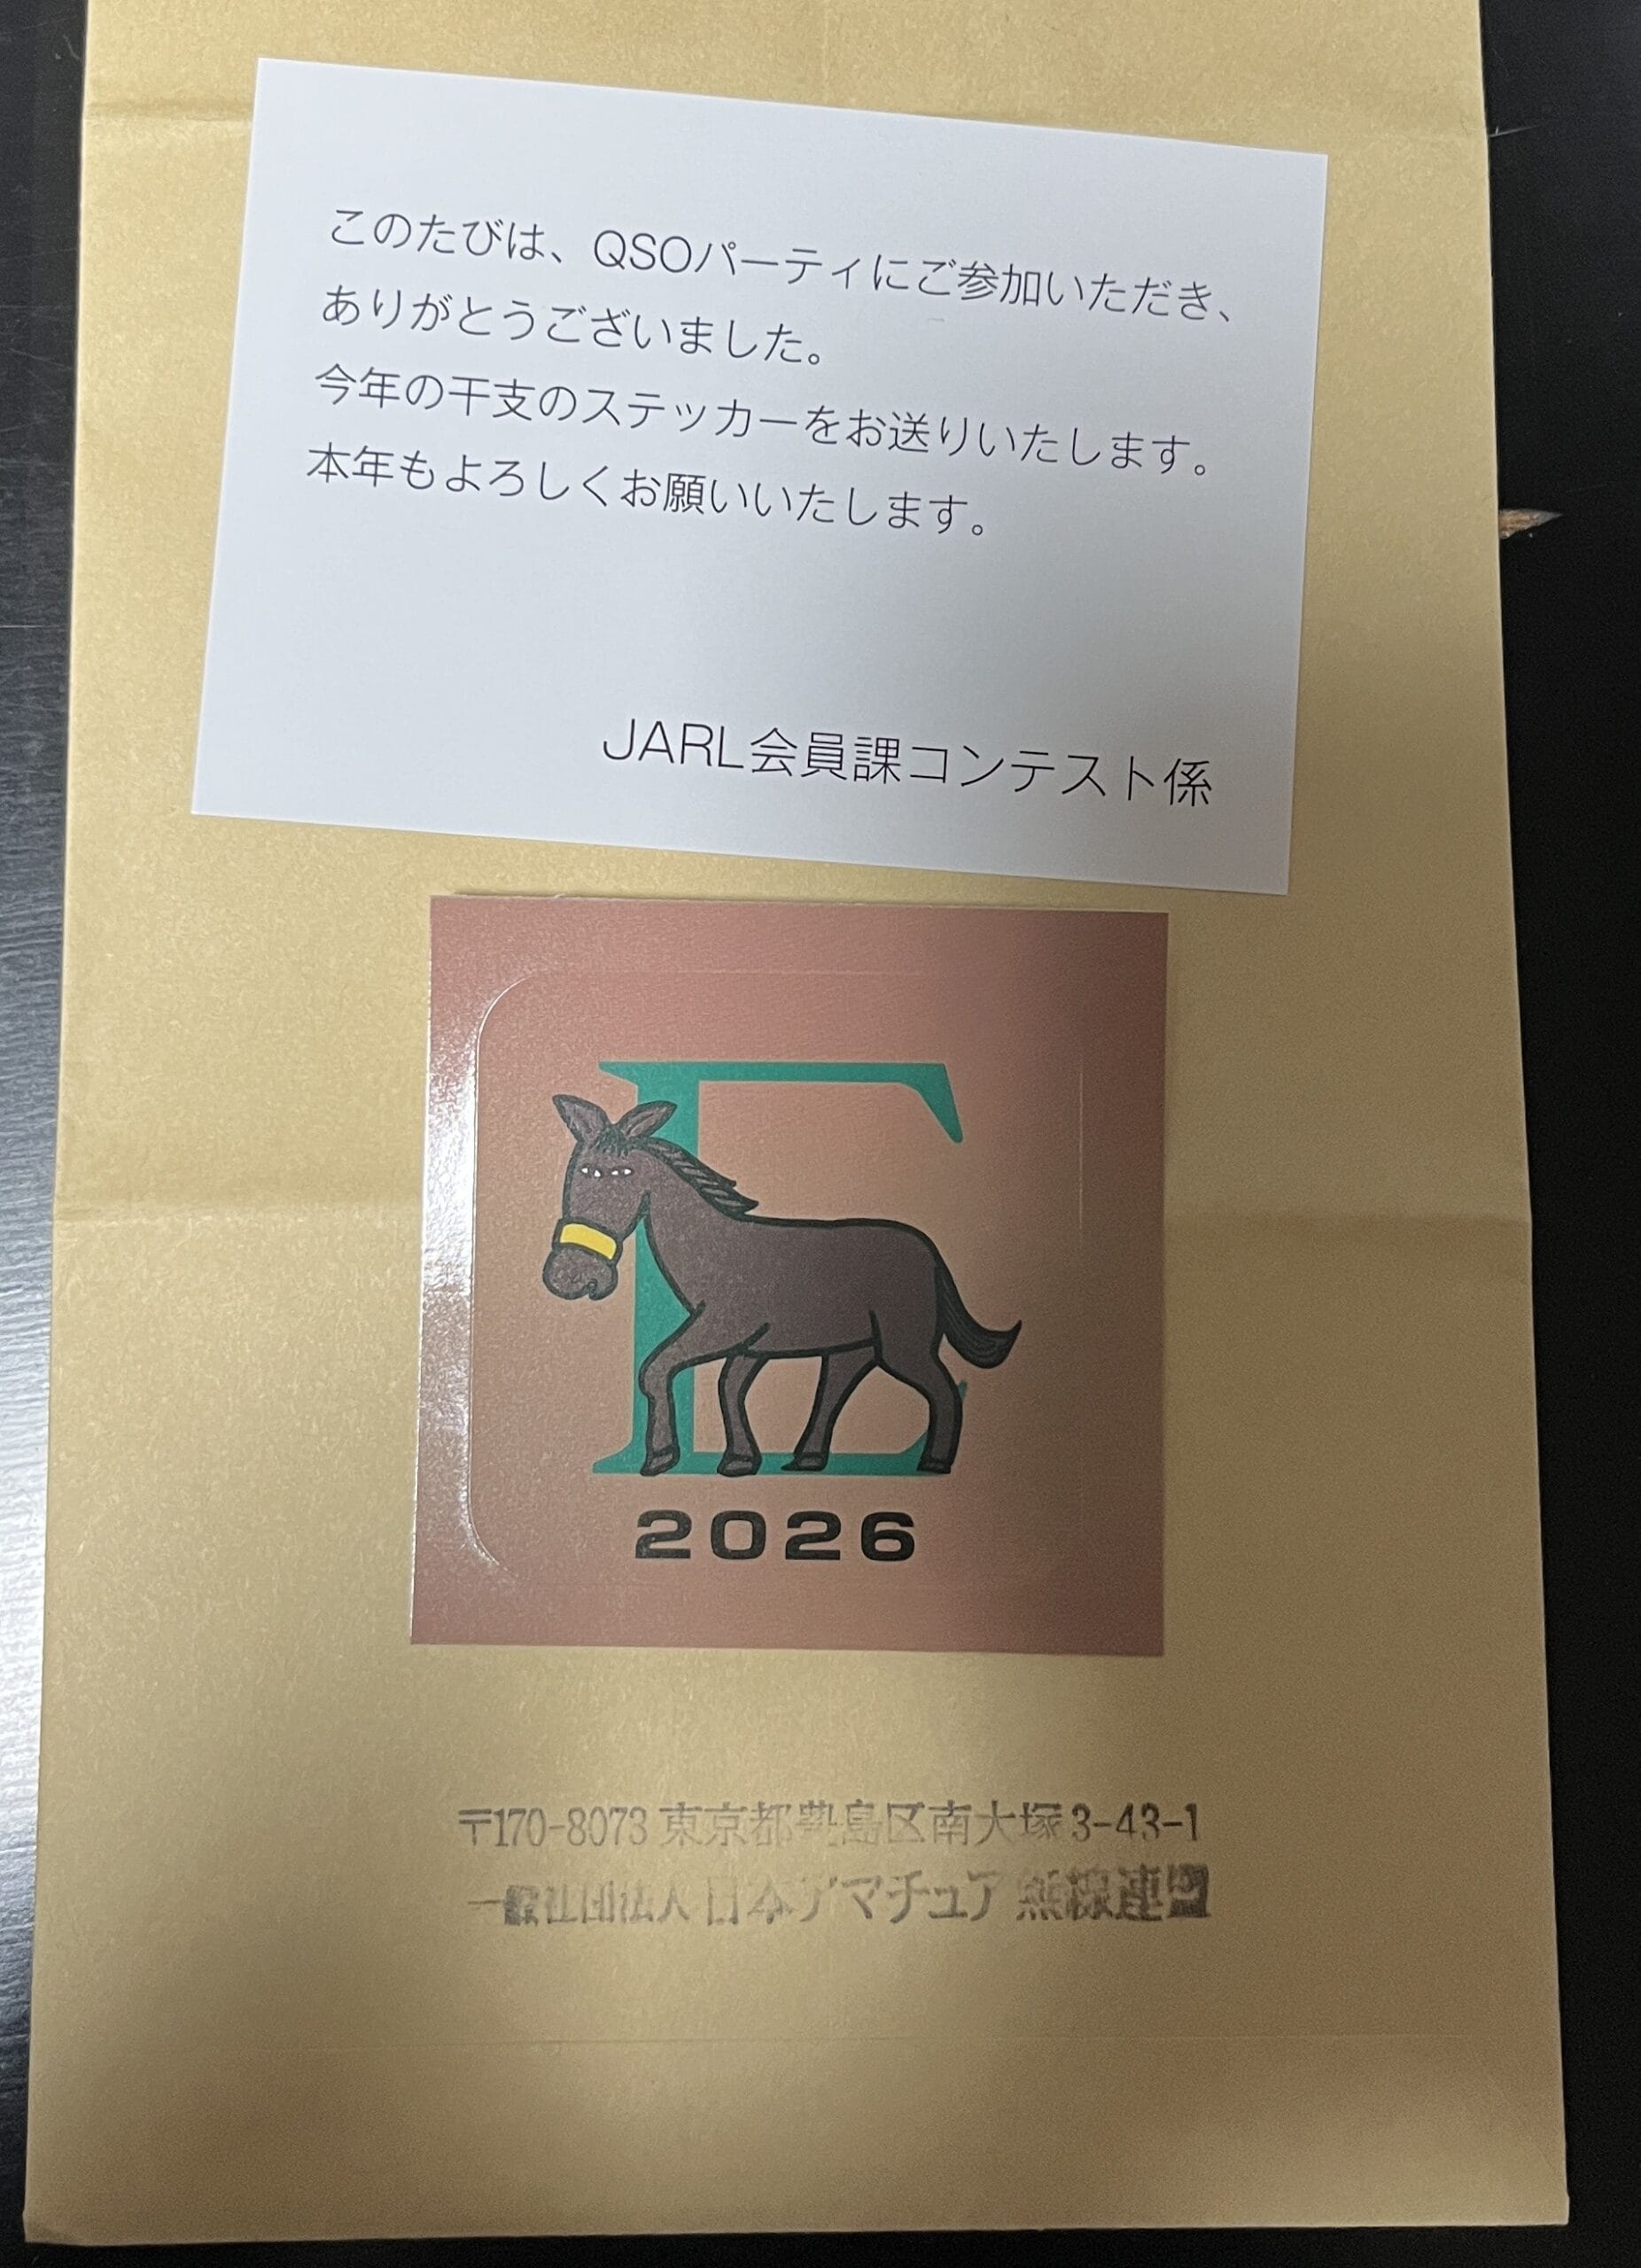 このたびは、QSOパーティにご参加いただき、
ありがとうございました。
今年の干支のステッカーをお送りいたします。
本年もよろしくお願いいたします。
JARL会員課コンテスト係
E
2026
〒170-8073 東京都豊島区南大塚3-43-1
一般社団法人 日本アマチュア無線連盟